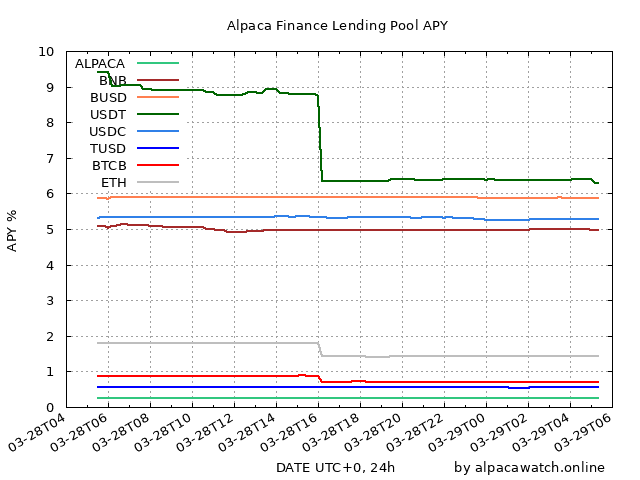 Alpaca Finance Lending Pool APY
10
9
8
7
6
5
4
3
2
1
0
APY %
ALPACA
BNB
BUSD
USDT
USDC
TUSD
BTCB
ETH
03-28T04
03-28T06
03-28T08
03-28T10
03-28T12
03-28T14
03-28T16
03-28T18
03-28T20
03-28T22
03-29T00
03-29T02
03-29T04
03-29T06
DATE UTC+0, 24h
by alpacawatch.online